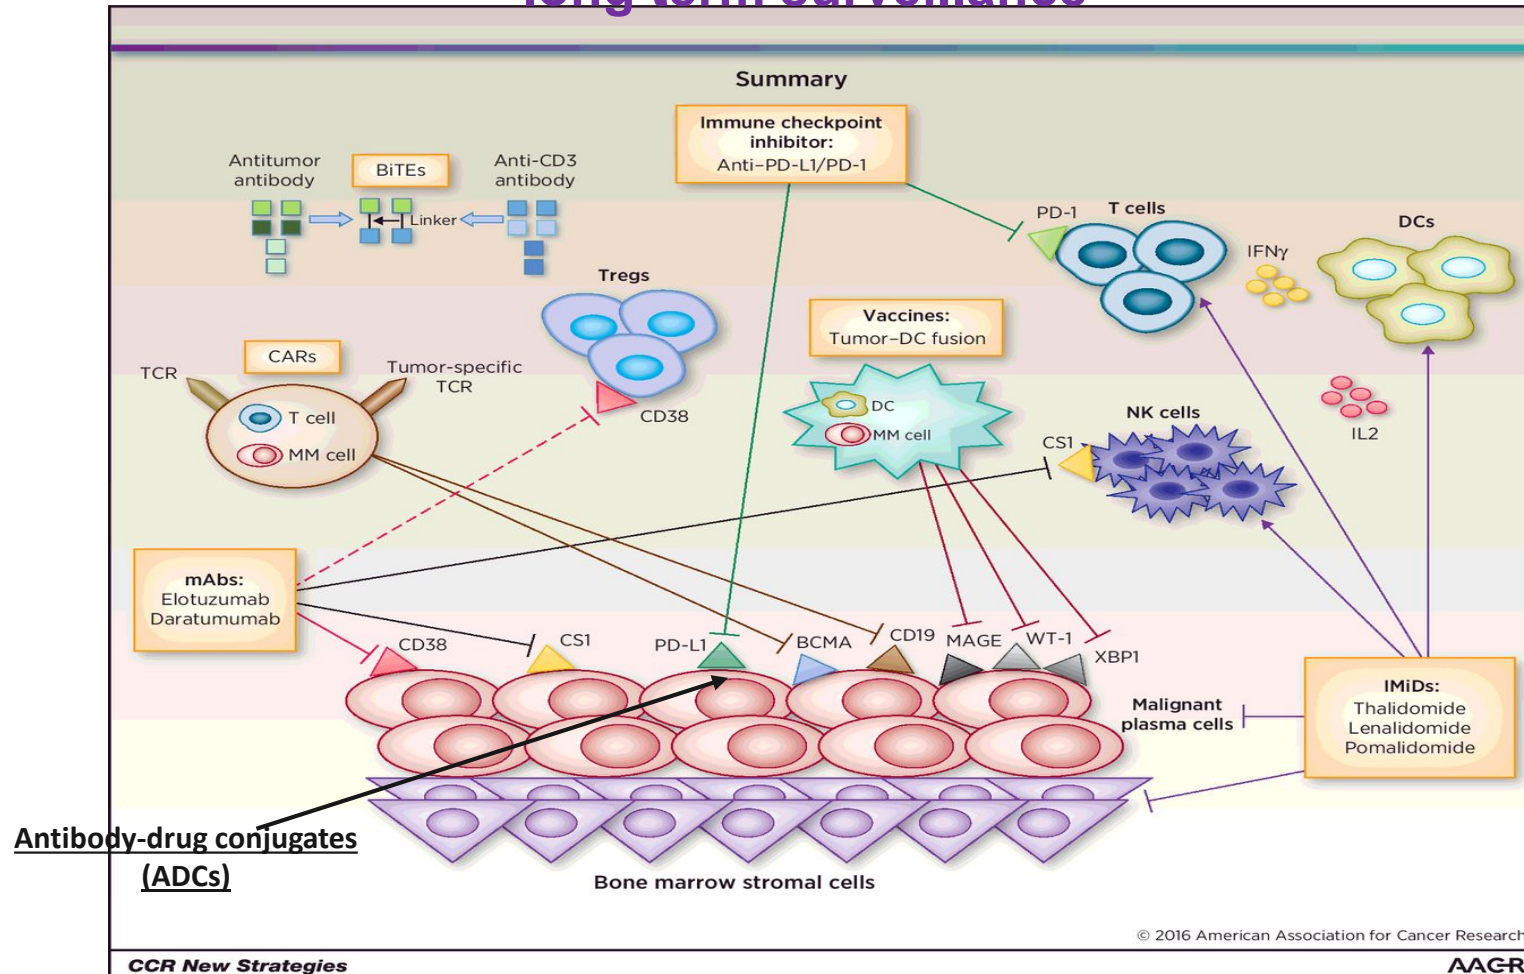 long term surveillance
Summary
Immune checkpoint
inhibitor:
Anti–PD-L1/PD-1
Antitumor
antibody
BiTEs
Anti-CD3
antibody
Linker
PD-1
T cells
IFNγ
DCs
Tregs
CD38
Vaccines:
Tumor–DC fusion
DC
MM cell
CARs
TCR
Tumor-specific
TCR
T cell
MM cell
NK cells
CS1
IL2
mAbs:
Elotuzumab
Daratumumab
CD38
CS1
PD-L1
BCMA
CD19
MAGE
WT-1
XBP1
Malignant
plasma cells
IMiDs:
Thalidomide
Lenalidomide
Pomalidomide
Antibody-drug conjugates
(ADCs)
Bone marrow stromal cells
© 2016 American Association for Cancer Research
CCR New Strategies
AACR